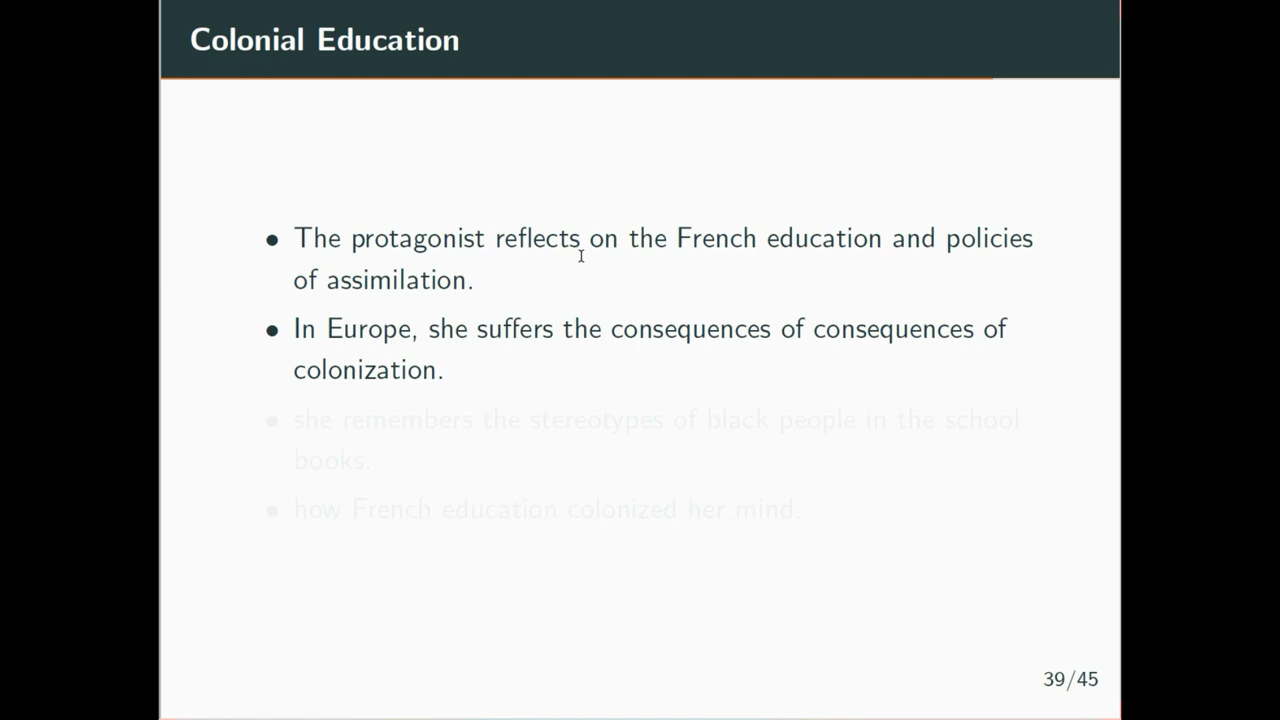 Colonial Education
• The protagonist reflects on the French education and policies
of assimilation.
• In Europe, she suffers the consequences of consequences of
colonization.
• she remembers the stereotypes of black people in the school
books.
• how French education colonized her mind.
39/45